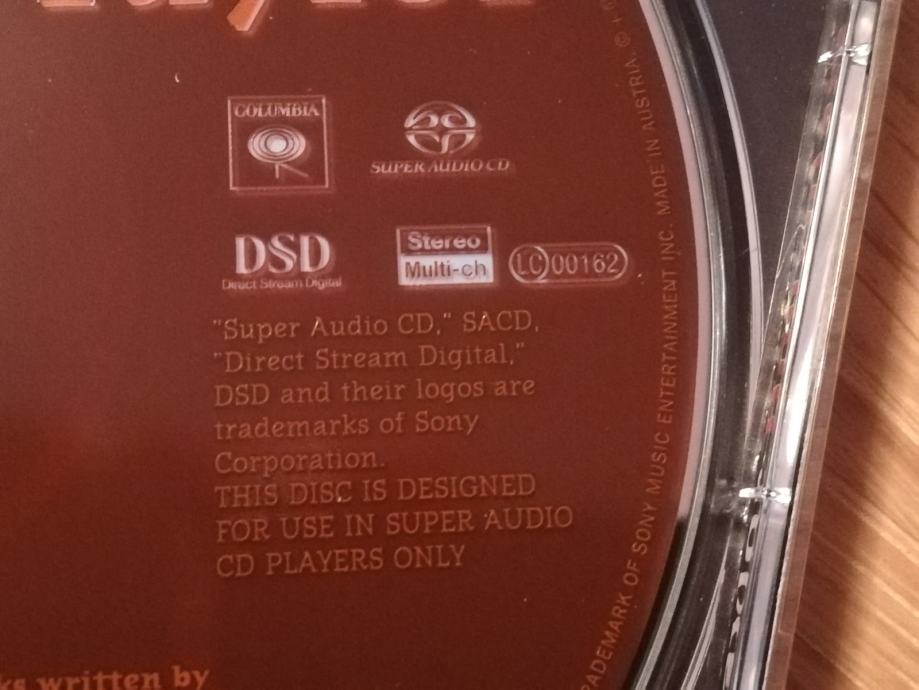 COLUMBIA
SUPER AUDIO CD
DSD
Direct Stream Digital
Stereo
Multi-ch
LC 00162
"Super Audio CD," SACD,
"Direct Stream Digital,"
DSD and their logos are
trademarks of Sony
Corporation.
THIS DISC IS DESIGNED
FOR USE IN SUPER AUDIO
CD PLAYERS ONLY
written by
OF SONY MUSIC ENTERTAINMENT INC. MADE IN AUSTRIA. ©